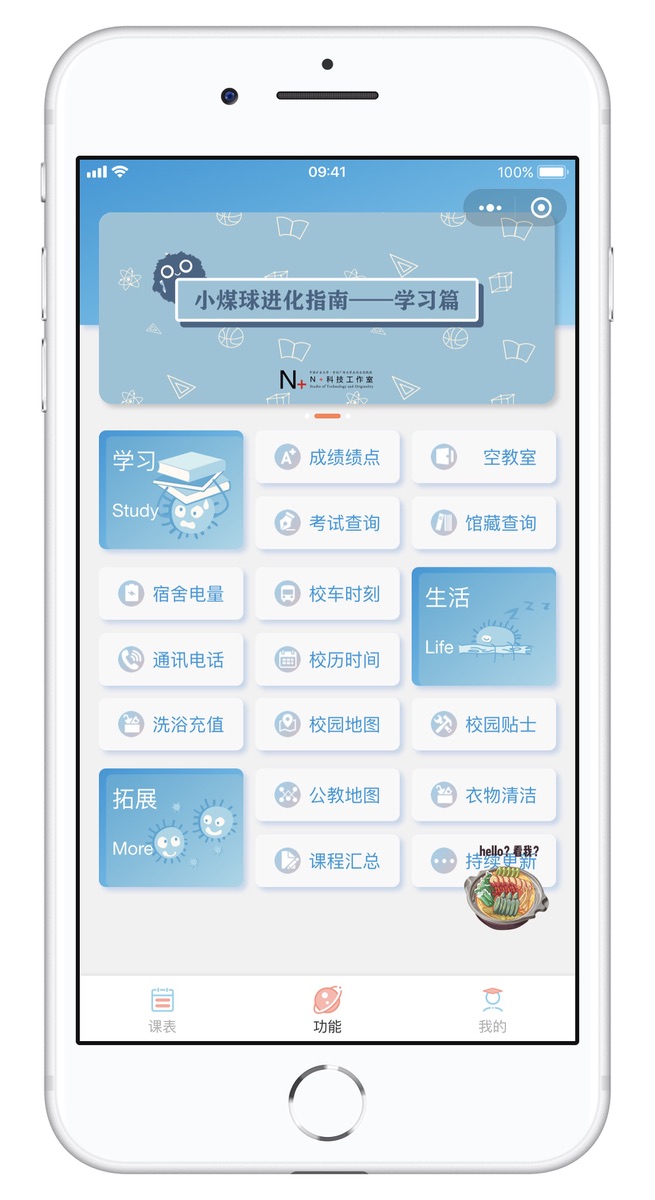 09:41
100%
小煤球进化指南——学习篇
N+
N+科技工作室
Studio of Technology and Originality
学习
Study
成绩绩点
空教室
考试查询
馆藏查询
宿舍电量
校车时刻
生活
Life
通讯电话
校历时间
洗浴充值
校园地图
校园贴士
拓展
More
公教地图
衣物清洁
课程汇总
持续更新
hello? 看我?
课表
功能
我的